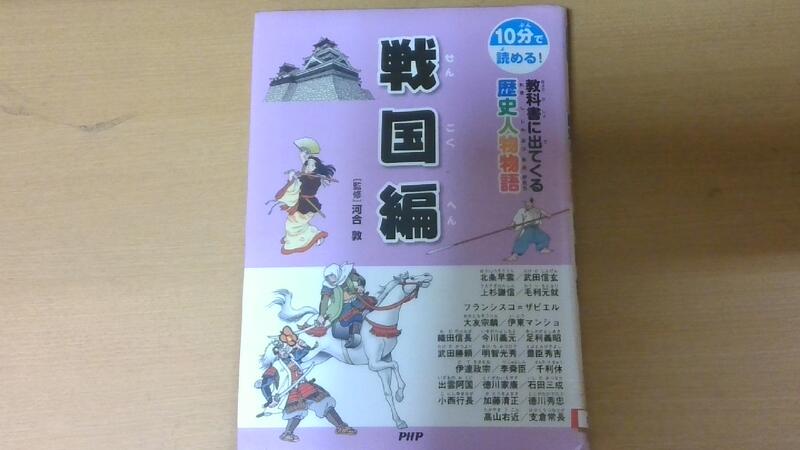 10分で
読める!
教科書に出てくる
歴史人物物語
戦国編
せんごくへん
[監修]河合 敦
北条早雲/武田信玄
上杉謙信/毛利元就
フランシスコ=ザビエル
大友宗麟/伊東マンショ
織田信長/今川義元/足利義昭
武田勝頼/明智光秀/豊臣秀吉
伊達政宗/李舜臣/千利休
出雲阿国/徳川家康/石田三成
小西行長/加藤清正/徳川秀忠
高山右近/支倉常長
PHP